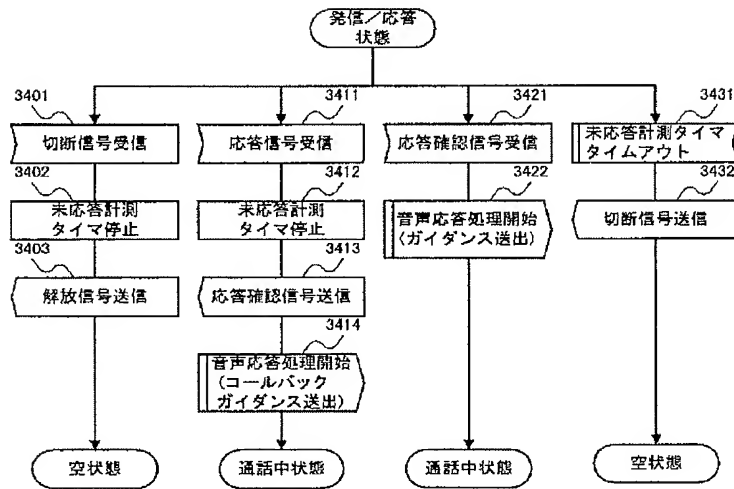 発信／応答
状態
3401
切断信号受信
3402
未応答計測
タイマ停止
3403
解放信号送信
空状態
3411
応答信号受信
3412
未応答計測
タイマ停止
3413
応答確認信号送信
3414
音声応答処理開始
(コールバック
ガイダンス送出)
通話中状態
3421
応答確認信号受信
3422
音声応答処理開始
(ガイダンス送出)
通話中状態
3431
未応答計測タイマ
タイムアウト
3432
切断信号送信
空状態